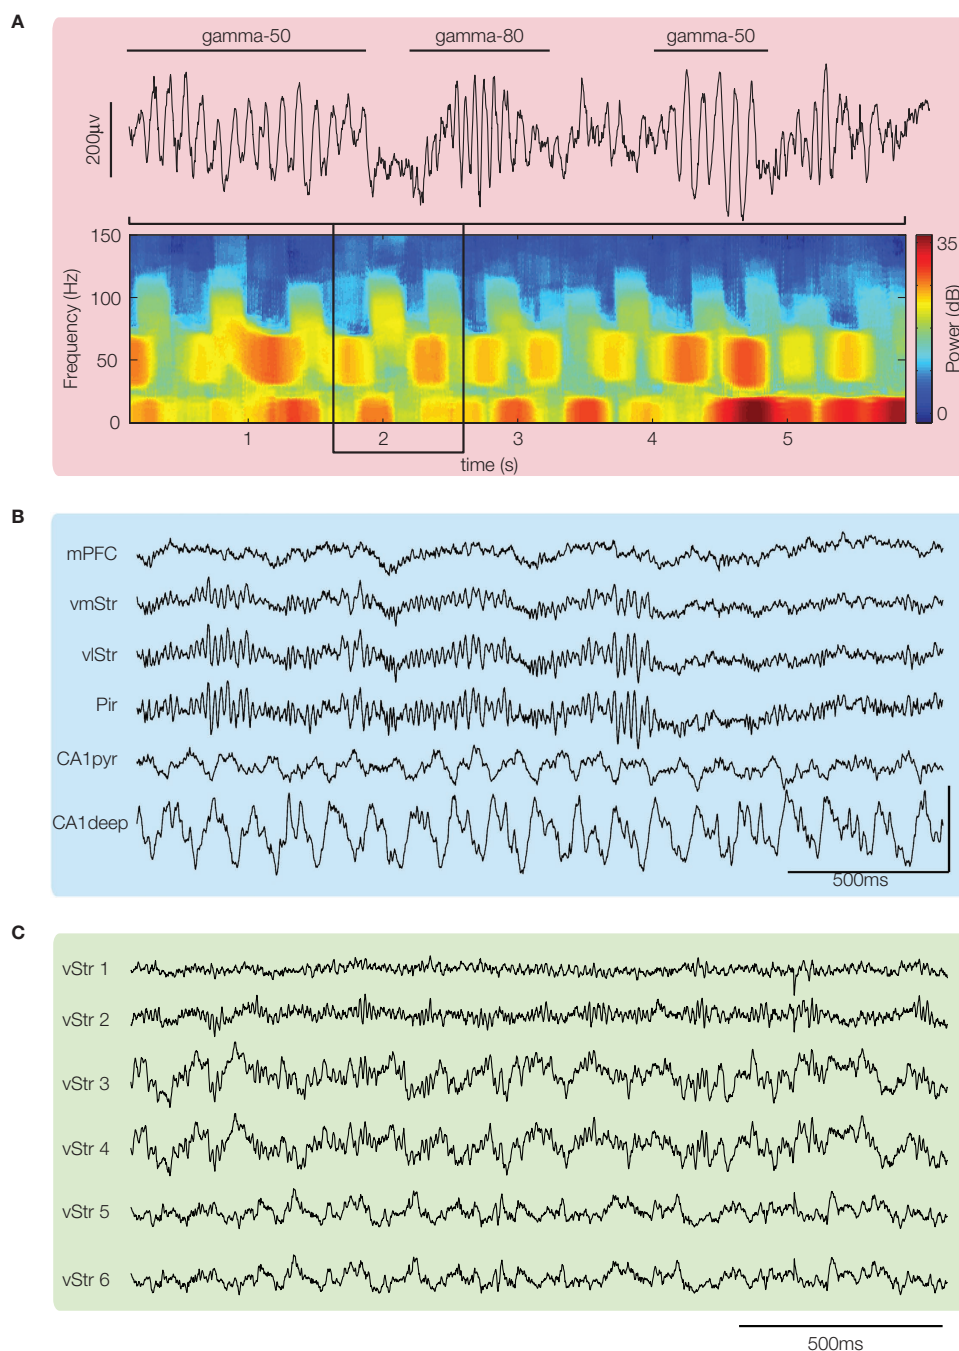 A
gamma-50 gamma-80 gamma-50
200μv
150
100
50
0
Frequency (Hz)
1 2 3 4 5
time (s)
35
0
Power (dB)
B
mPFC
vmStr
vlStr
Pir
CA1pyr
CA1deep
500ms
C
vStr 1
vStr 2
vStr 3
vStr 4
vStr 5
vStr 6
500ms